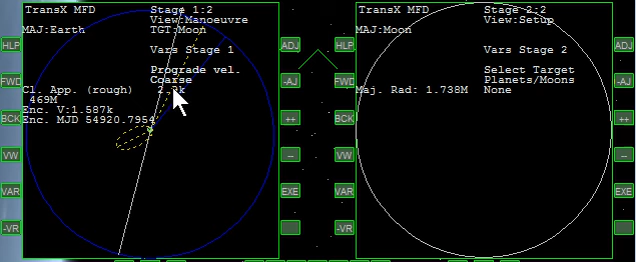 TransX MFD Stage 1:2
View:Manoeuvre
MAJ:Earth TGT:Moon
Vars Stage 1
Prograde vel.
Coarse
Cl. App. (rough)
469M
Enc. V:1.587k
Enc. MJD 54920.7954
HLP
FWD
BCK
VW
VAR
-VR
ADJ
-AJ
++
--
EXE
TransX MFD Stage 2:2
View:Setup
MAJ:Moon
Vars Stage 2
Select Target
Planets/Moons
Maj. Rad: 1.738M None
HLP
FWD
BCK
VW
VAR
-VR
ADJ
-AJ
++
--
EXE